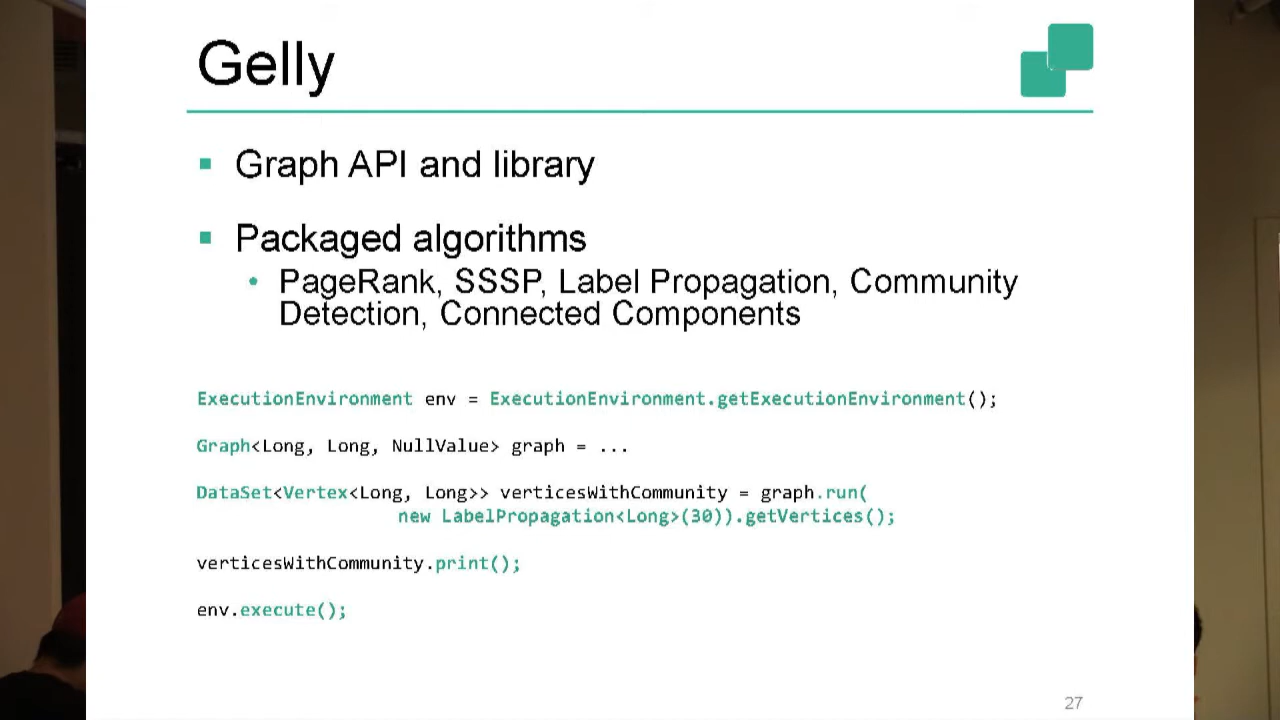 Gelly
Graph API and library
Packaged algorithms
PageRank, SSSP, Label Propagation, Community
Detection, Connected Components
ExecutionEnvironment env = ExecutionEnvironment.getExecutionEnvironment();
Graph<Long, Long, NullValue> graph = ...
DataSet<Vertex<Long, Long>> verticesWithCommunity = graph.run(
new LabelPropagation<Long>(30)).getVertices();
verticesWithCommunity.print();
env.execute();
27